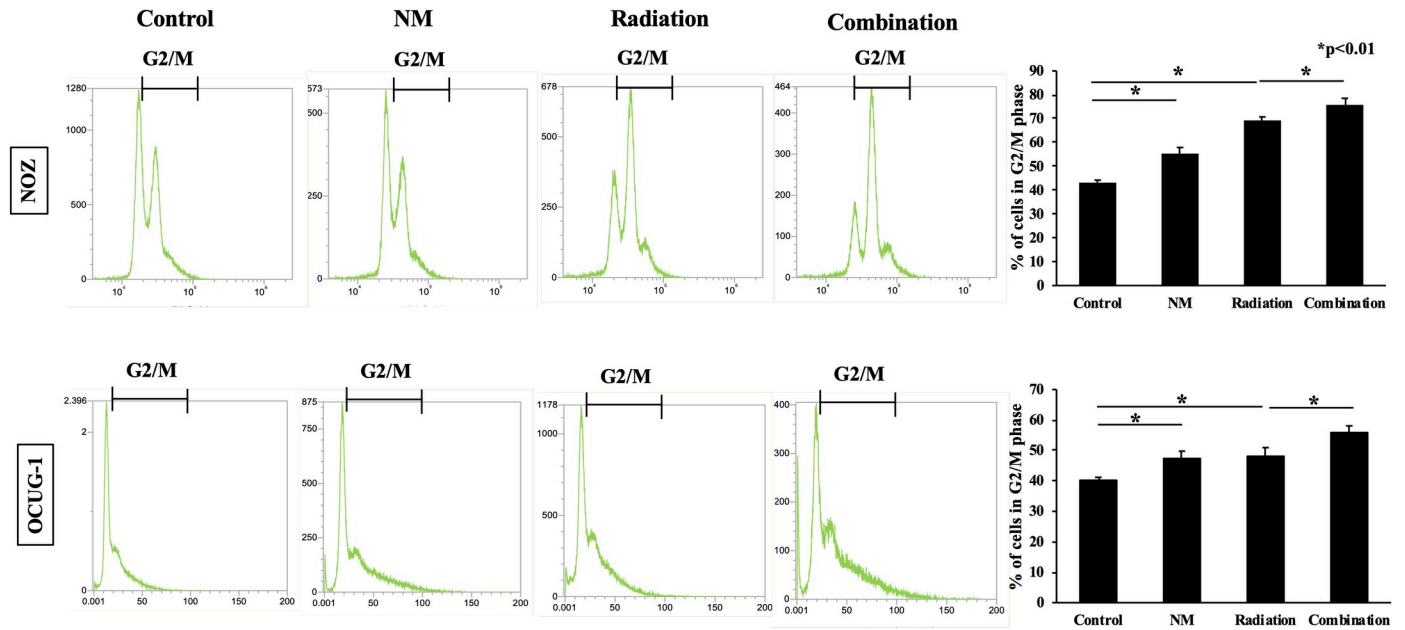 Control NM Radiation Combination
*p<0.01
NOZ
G2/M G2/M G2/M G2/M
1280
1000
500
0
10⁴ 10⁵ 10⁶
573
500
250
0
10⁴ 10⁵ 10⁶
678
500
250
0
10⁴ 10⁵ 10⁶
464
400
300
200
100
0
10⁴ 10⁵ 10⁶
% of cells in G2/M phase
90
80
70
60
50
40
30
20
10
0
* * *
Control NM Radiation Combination
OCUG-1
G2/M G2/M G2/M G2/M
2.396
2
0
0.001 50 100 150 200
875
750
500
250
0
0.001 50 100 150 200
1178
1000
500
0
0.001 50 100 150 200
400
300
200
100
0
0.001 50 100 150 200
% of cells in G2/M phase
70
60
50
40
30
20
10
0
* * *
Control NM Radiation Combination